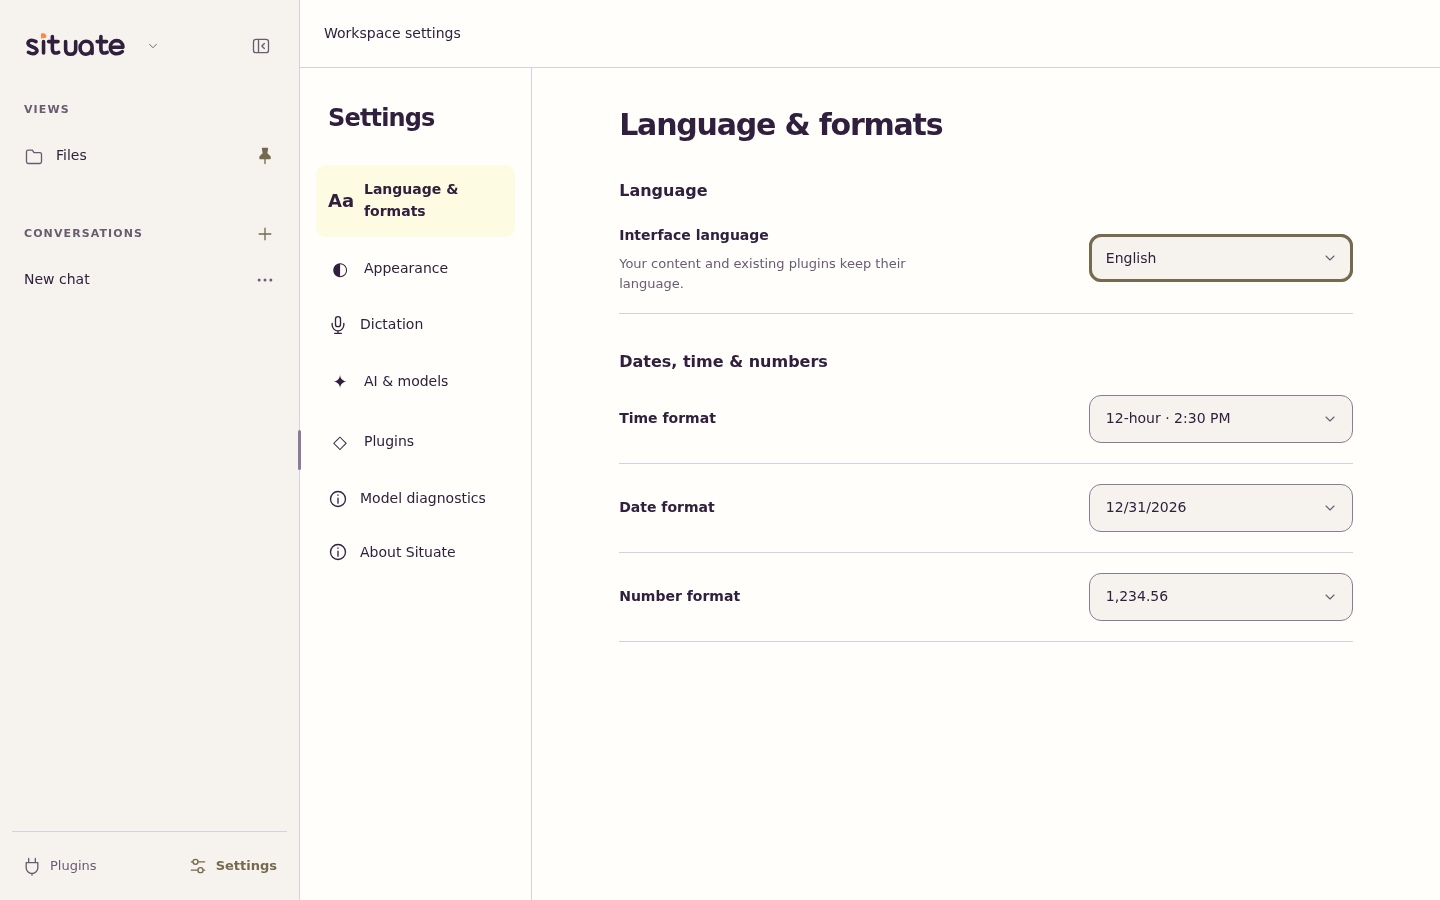 situate
VIEWS
Files
CONVERSATIONS
New chat
Plugins
Settings
Workspace settings
Settings
Aa Language &
formats
Appearance
Dictation
AI & models
Plugins
Model diagnostics
About Situate
Language & formats
Language
Interface language
Your content and existing plugins keep their
language.
English
Dates, time & numbers
Time format
12-hour · 2:30 PM
Date format
12/31/2026
Number format
1,234.56